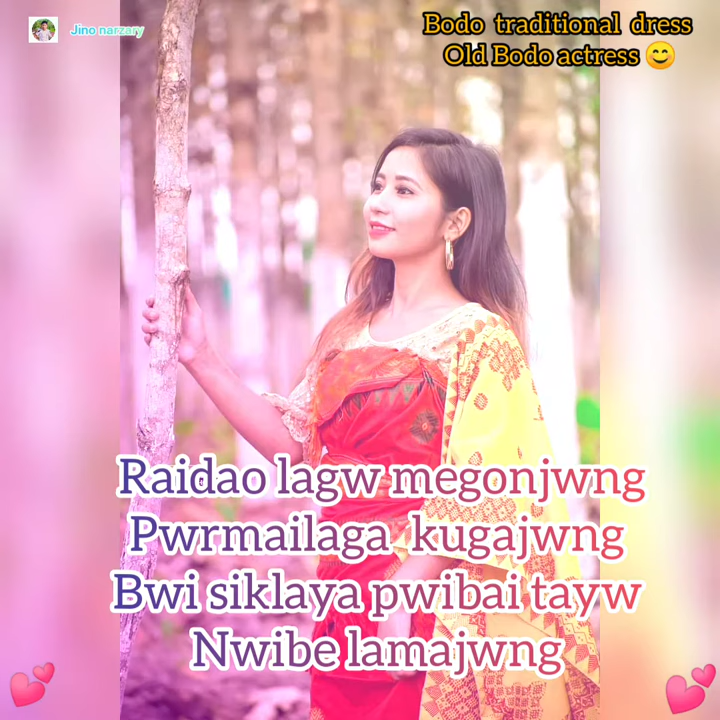 Jino narzary
Bodo traditional dress
Old Bodo actress 😊
Raidao lagw megonjwng
Pwrmailaga kugajwng
Bwi siklaya pwibai tayw
Nwibe lamajwng